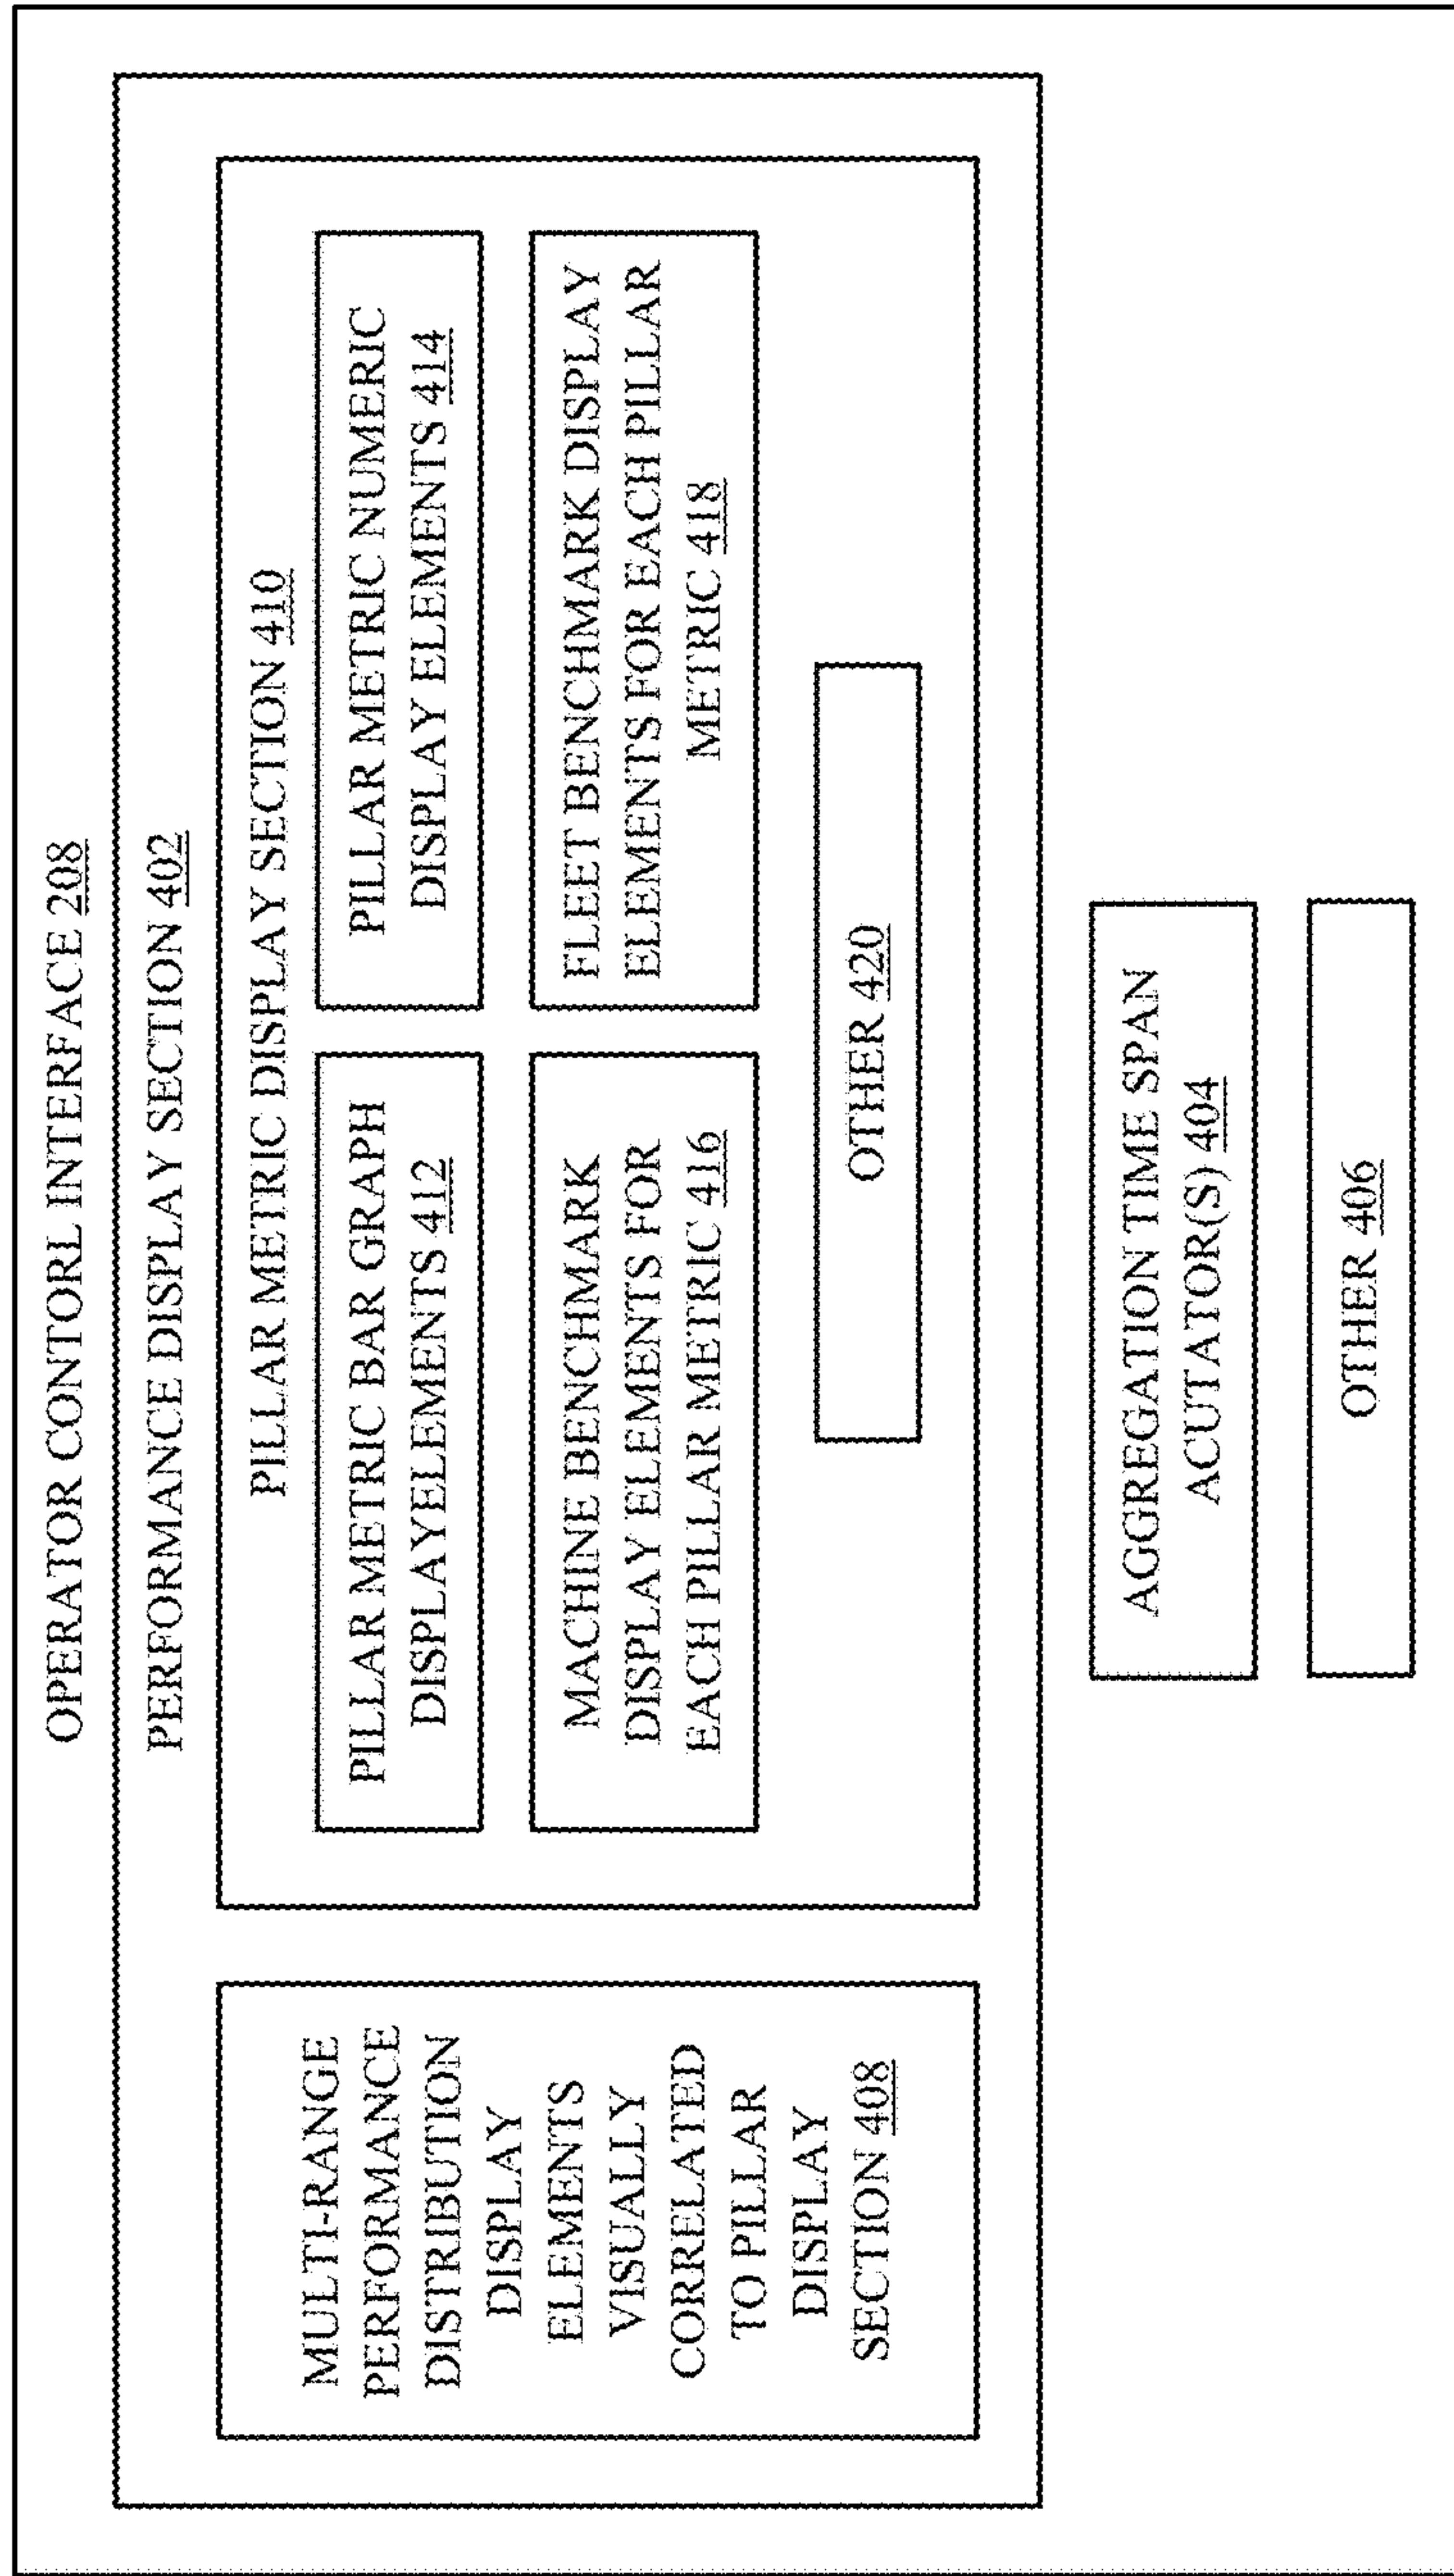 OPERATOR CONTORL INTERFACE 208
PERFORMANCE DISPLAY SECTION 402
MULTI-RANGE
PERFORMANCE
DISTRIBUTION
DISPLAY
ELEMENTS
VISUALLY
CORRELATED
TO PILLAR
DISPLAY
SECTION 408
PILLAR METRIC DISPLAY SECTION 410
PILLAR METRIC BAR GRAPH
DISPLAYELEMENTS 412
PILLAR METRIC NUMERIC
DISPLAY ELEMENTS 414
MACHINE BENCHMARK
DISPLAY ELEMENTS FOR
EACH PILLAR METRIC 416
FLEET BENCHMARK DISPLAY
ELEMENTS FOR EACH PILLAR
METRIC 418
OTHER 420
AGGREGATION TIME SPAN
ACUTATOR(S) 404
OTHER 406